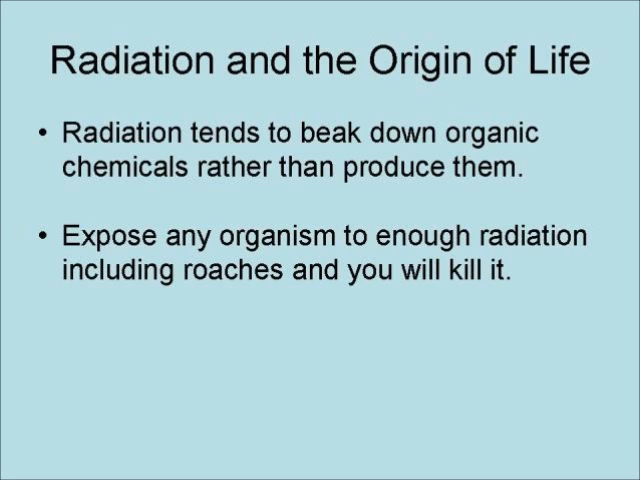 Radiation and the Origin of Life
• Radiation tends to beak down organic
chemicals rather than produce them.
• Expose any organism to enough radiation
including roaches and you will kill it.